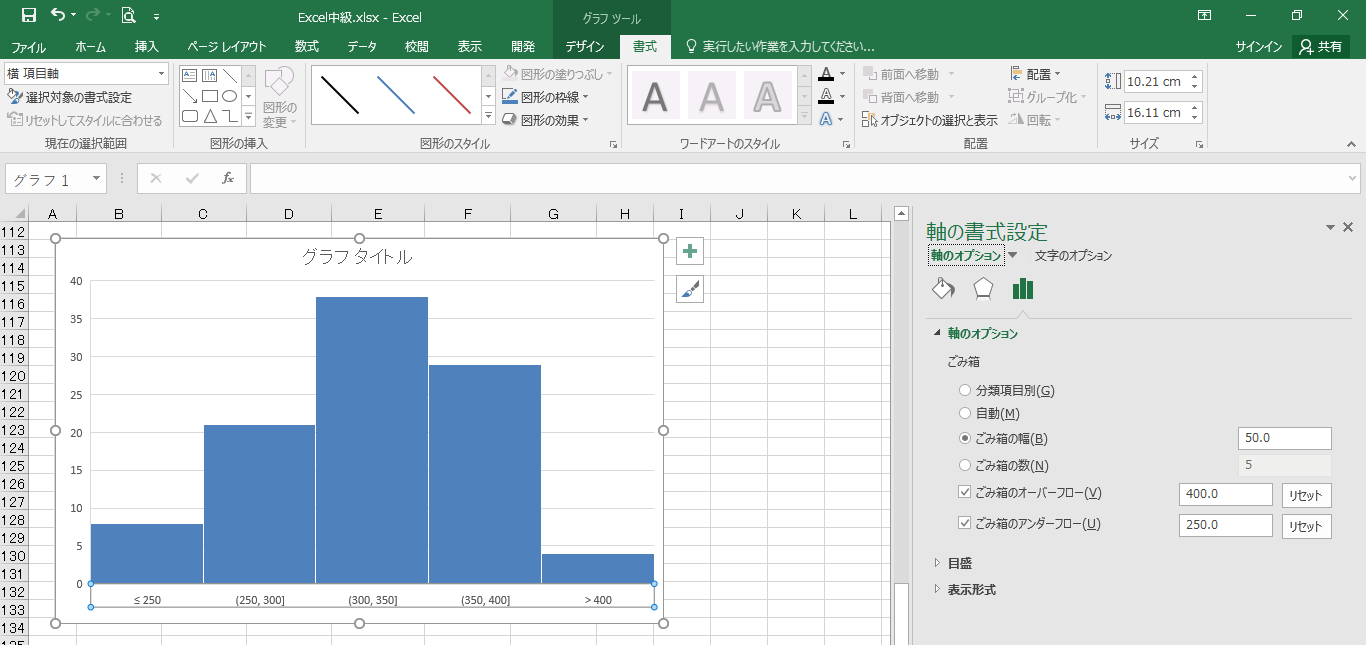 Excel中級.xlsx - Excel
グラフ ツール
ファイル ホーム 挿入 ページ レイアウト 数式 データ 校閲 表示 開発 デザイン 書式 実行したい作業を入力してください... サインイン 共有
横 項目軸
選択対象の書式設定
リセットしてスタイルに合わせる
現在の選択範囲
図形の
変更
図形の挿入
図形の塗りつぶし
図形の枠線
図形の効果
図形のスタイル
A A A
A
A
A
ワードアートのスタイル
前面へ移動
背面へ移動
オブジェクトの選択と表示
配置
グループ化
回転
配置
10.21 cm
16.11 cm
サイズ
グラフ 1
fx
A B C D E F G H I J K L
112
113
114
115
116
117
118
119
120
121
122
123
124
125
126
127
128
129
130
131
132
133
134
グラフ タイトル
40
35
30
25
20
15
10
5
0
≤ 250 (250, 300] (300, 350] (350, 400] > 400
軸の書式設定
軸のオプション 文字のオプション
軸のオプション
ごみ箱
分類項目別(G)
自動(M)
ごみ箱の幅(B) 50.0
ごみ箱の数(N) 5
ごみ箱のオーバーフロー(V) 400.0 リセット
ごみ箱のアンダーフロー(U) 250.0 リセット
目盛
表示形式